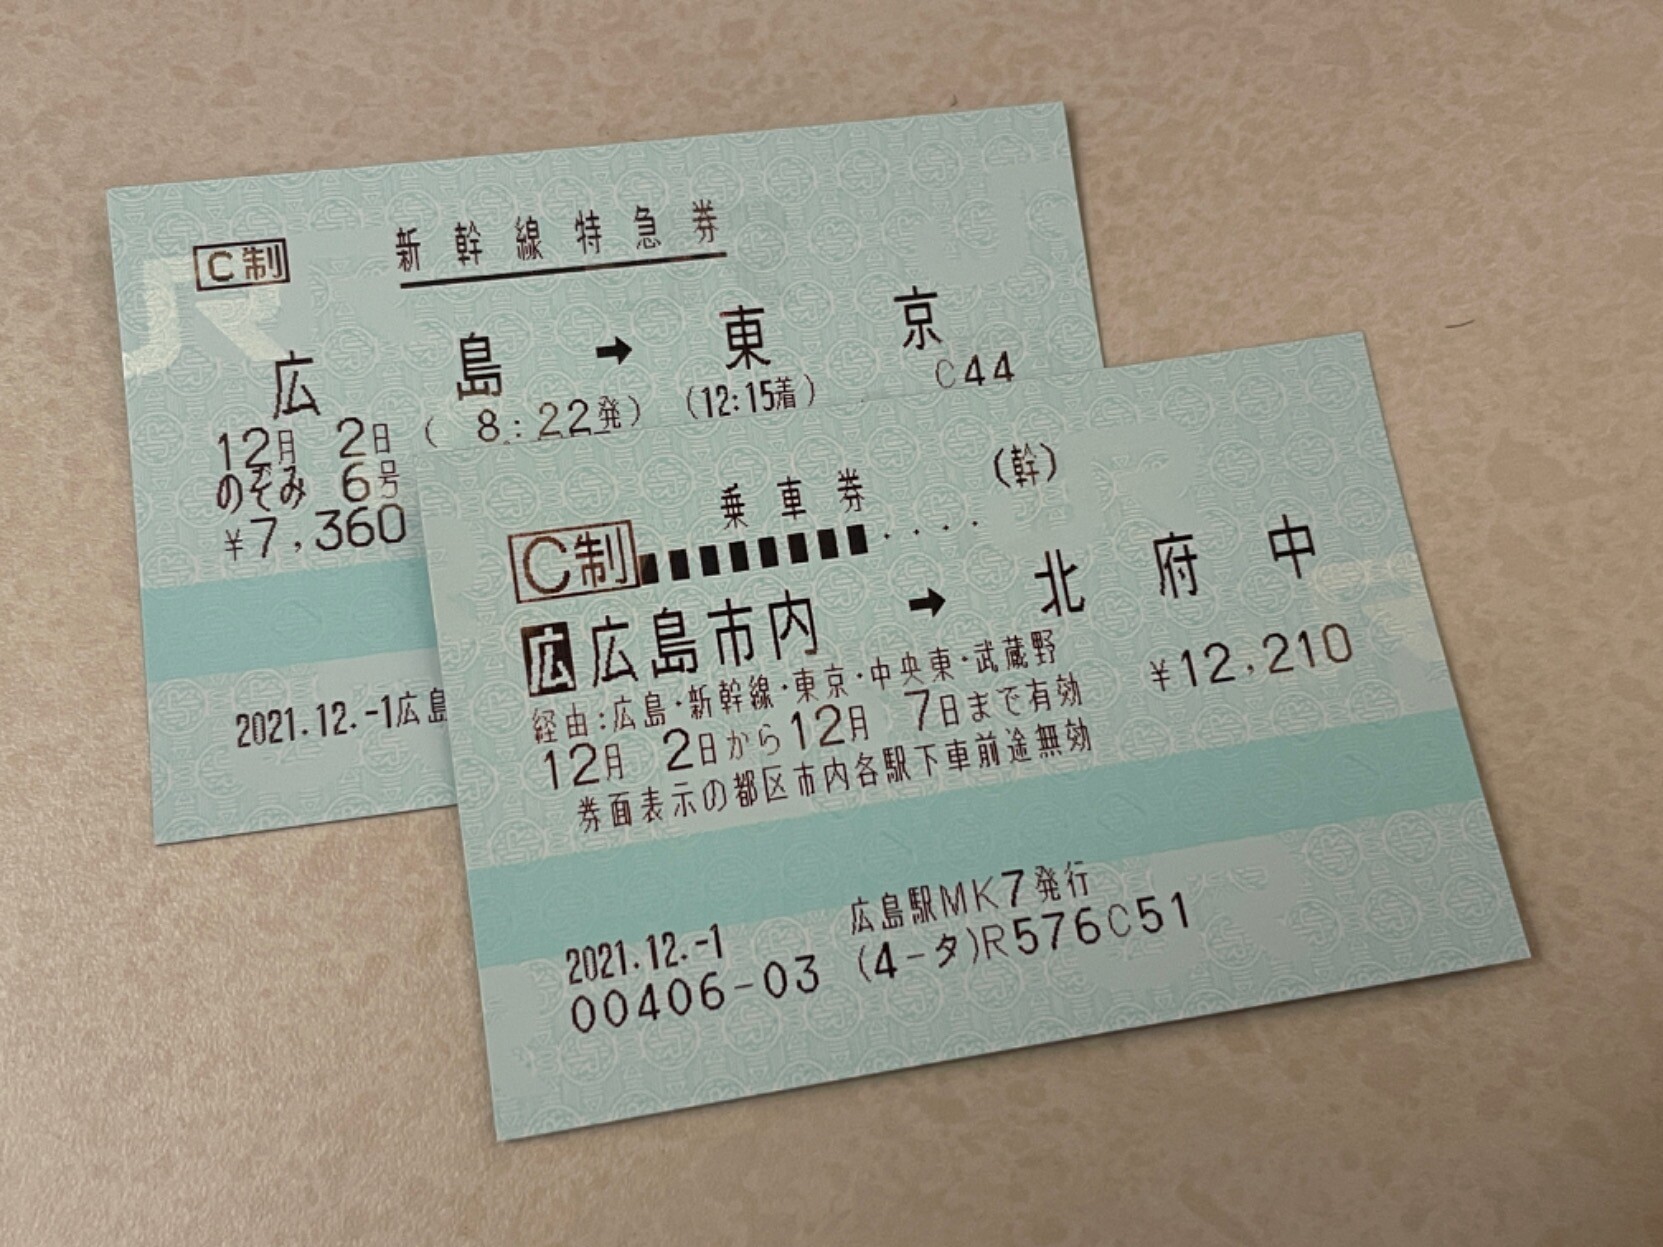 C制 新幹線特急券
広島➡東京
12月 2日 ( 8:22発) (12:15着) C44
のぞみ 6号
¥7,360
2021.12.-1広島
乗車券 (幹)
C制
広 広島市内➡北府中
経由:広島・新幹線・東京・中央東・武蔵野 ¥12,210
12月 2日から12月 7日まで有効
券面表示の都区市内各駅下車前途無効
2021.12.-1 広島駅MK7発行
00406-03 (4-タ)R576C51
JR